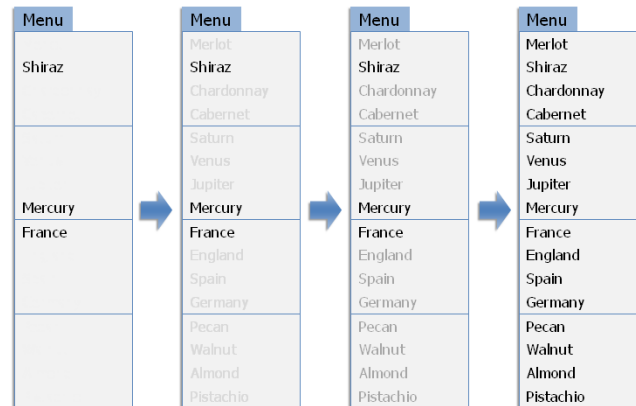 Menu
Shiraz
Mercury
France
Menu
Merlot
Shiraz
Chardonnay
Cabernet
Saturn
Venus
Jupiter
Mercury
France
England
Spain
Germany
Pecan
Walnut
Almond
Pistachio
Menu
Merlot
Shiraz
Chardonnay
Cabernet
Saturn
Venus
Jupiter
Mercury
France
England
Spain
Germany
Pecan
Walnut
Almond
Pistachio
Menu
Merlot
Shiraz
Chardonnay
Cabernet
Saturn
Venus
Jupiter
Mercury
France
England
Spain
Germany
Pecan
Walnut
Almond
Pistachio